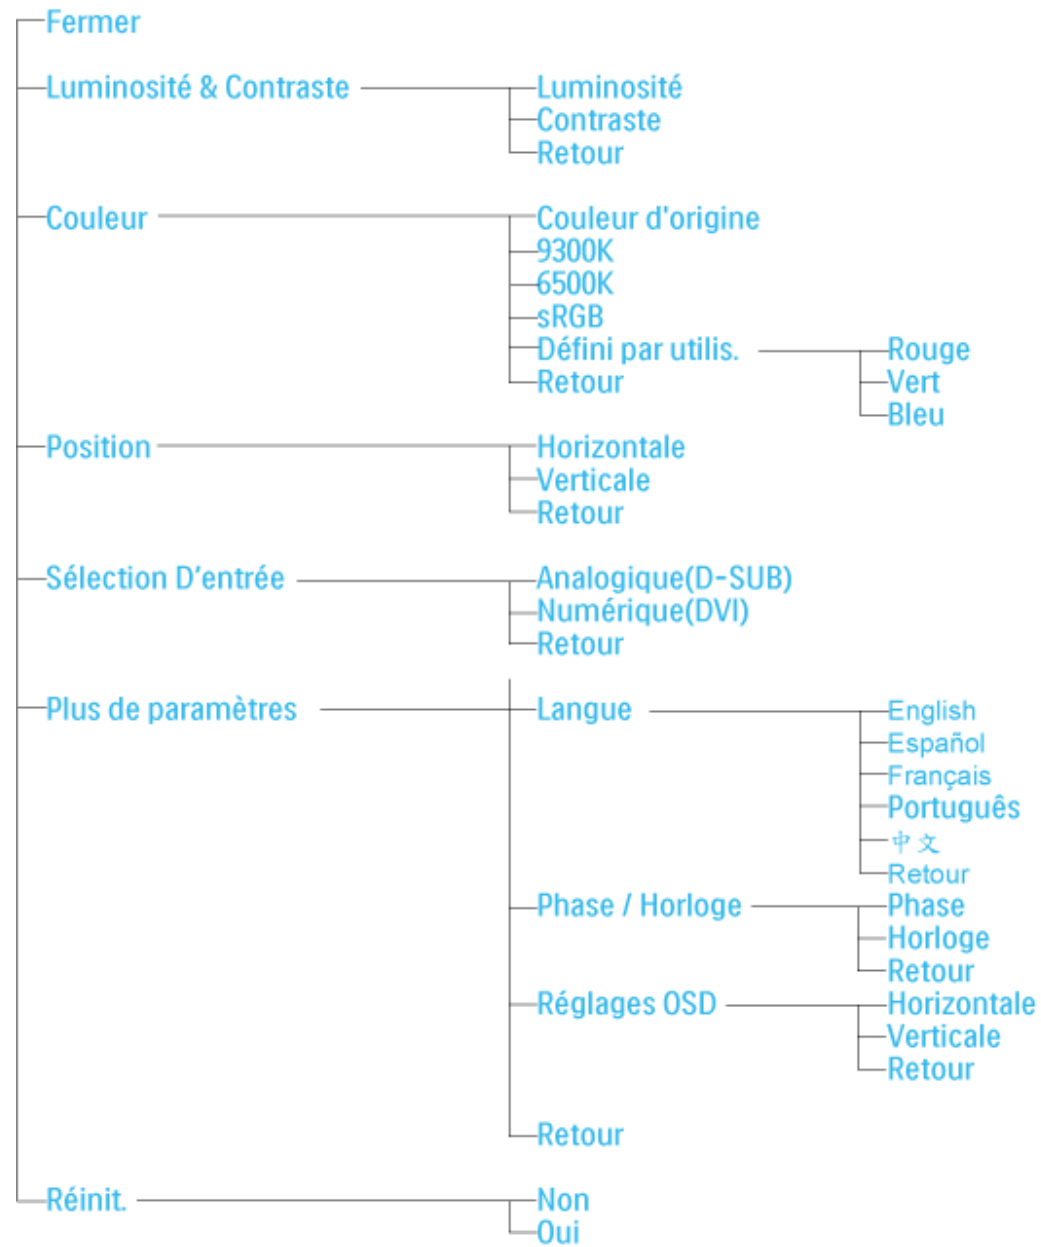 Fermer
Luminosité & Contraste Luminosité
Contraste
Retour
Couleur Couleur d'origine
9300K
6500K
sRGB
Défini par utilis. Rouge
Retour Vert
Bleu
Position Horizontale
Verticale
Retour
Sélection D'entrée Analogique(D-SUB)
Numérique(DVI)
Retour
Plus de paramètres Langue English
Español
Français
Português
中文
Retour
Phase / Horloge Phase
Horloge
Retour
Réglages OSD Horizontale
Verticale
Retour
Retour
Réinit. Non
Oui